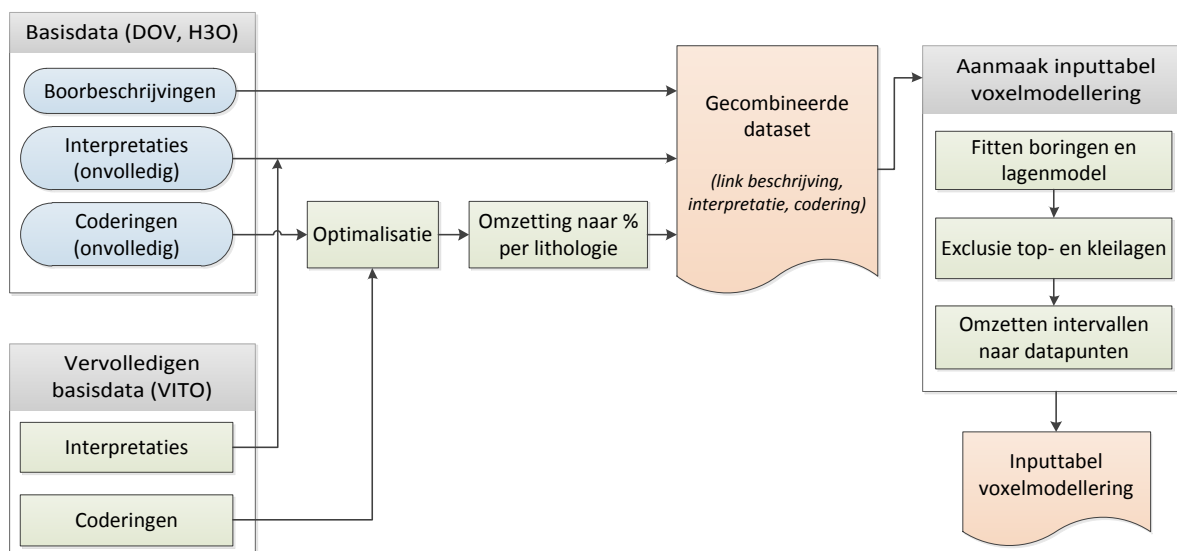 Basisdata (DOV, H3O)
Boorbeschrijvingen
Interpretaties
(onvolledig)
Coderingen
(onvolledig)
Optimalisatie
Omzetting naar %
per lithologie
Gecombineerde
dataset
(link beschrijving,
interpretatie, codering)
Aanmaak inputtabel
voxelmodellering
Fitten boringen en
lagenmodel
Exclusie top- en kleilagen
Omzetten intervallen
naar datapunten
Vervolledigen
basisdata (VITO)
Interpretaties
Coderingen
Inputtabel
voxelmodellering